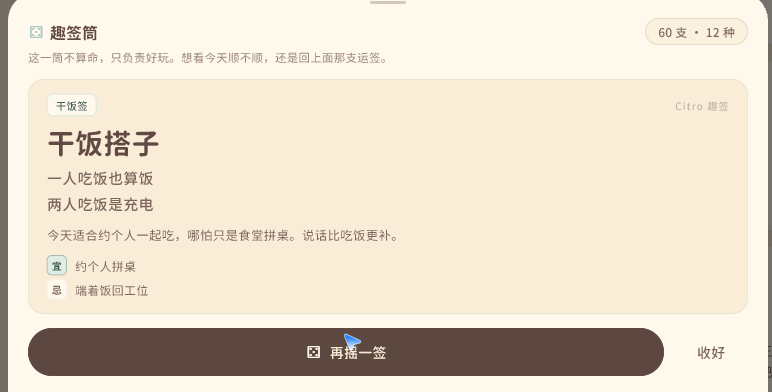 趣签筒
60 支 · 12 种
这一筒不算命，只负责好玩。想看今天顺不顺，还是回上面那支运签。
干饭签
Citro 趣签
干饭搭子
一人吃饭也算饭
两人吃饭是充电
今天适合约个人一起吃，哪怕只是食堂拼桌。说话比吃饭更补。
宜 约个人拼桌
忌 端着饭回工位
再摇一签
收好